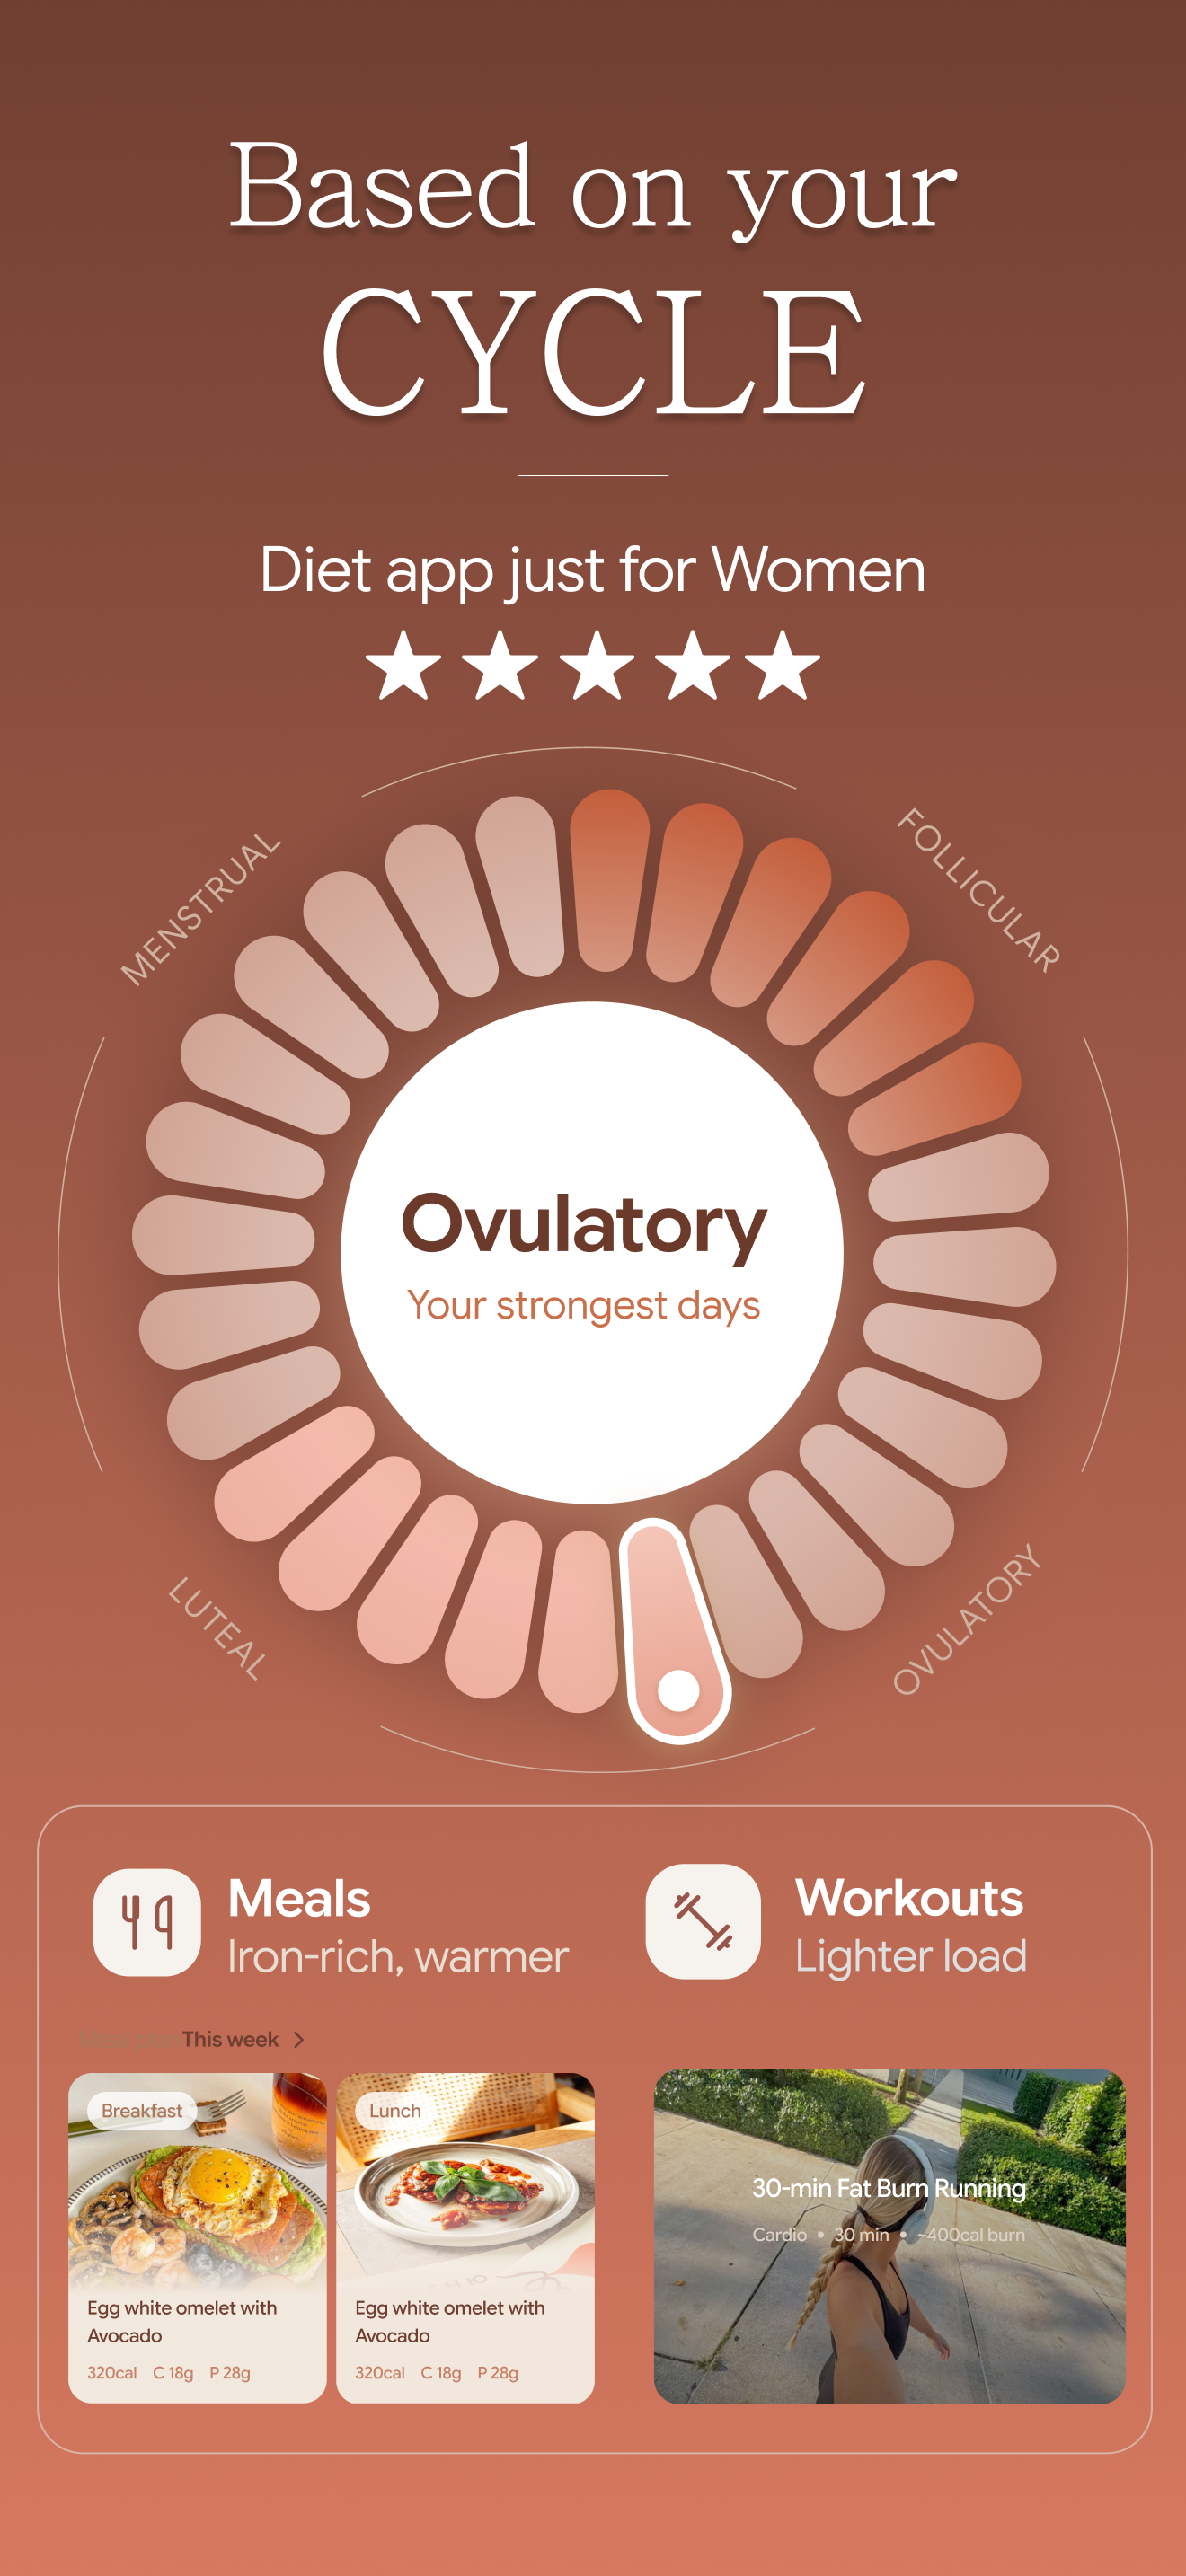 Based on your
CYCLE
Diet app just for Women
MENSTRUAL
FOLLICULAR
Ovulatory
Your strongest days
LUTEAL
OVULATORY
Meals
Iron-rich, warmer
Workouts
Lighter load
This week
Breakfast
Lunch
30-min Fat Burn Running
Cardio • 30 min • ~400cal burn
Egg white omelet with
Avocado
320cal C 18g P 28g
Egg white omelet with
Avocado
320cal C 18g P 28g